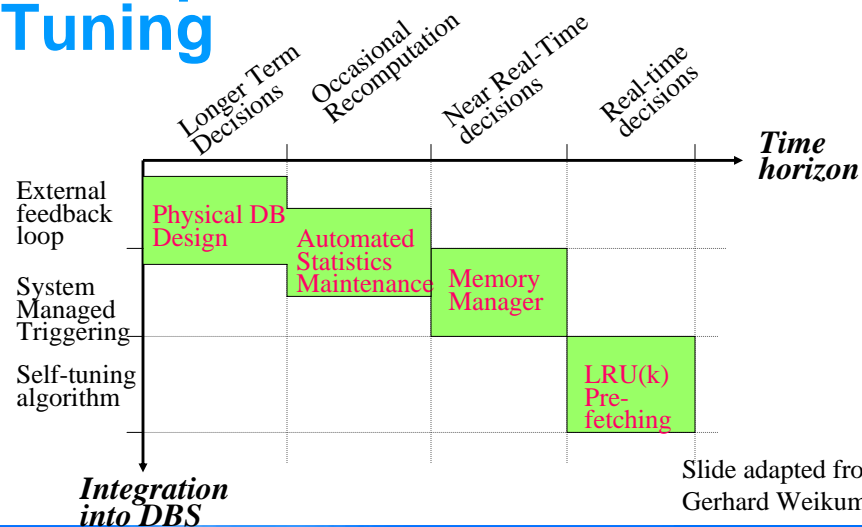 Tuning
Longer Term
Decisions
Occasional
Recomputation
Near Real-Time
decisions
Real-time
decisions
Time
horizon
External
feedback
loop
Physical DB
Design
Automated
Statistics
Maintenance
System
Managed
Triggering
Memory
Manager
Self-tuning
algorithm
LRU(k)
Pre-
fetching
Integration
into DBS
Slide adapted fro
Gerhard Weikum